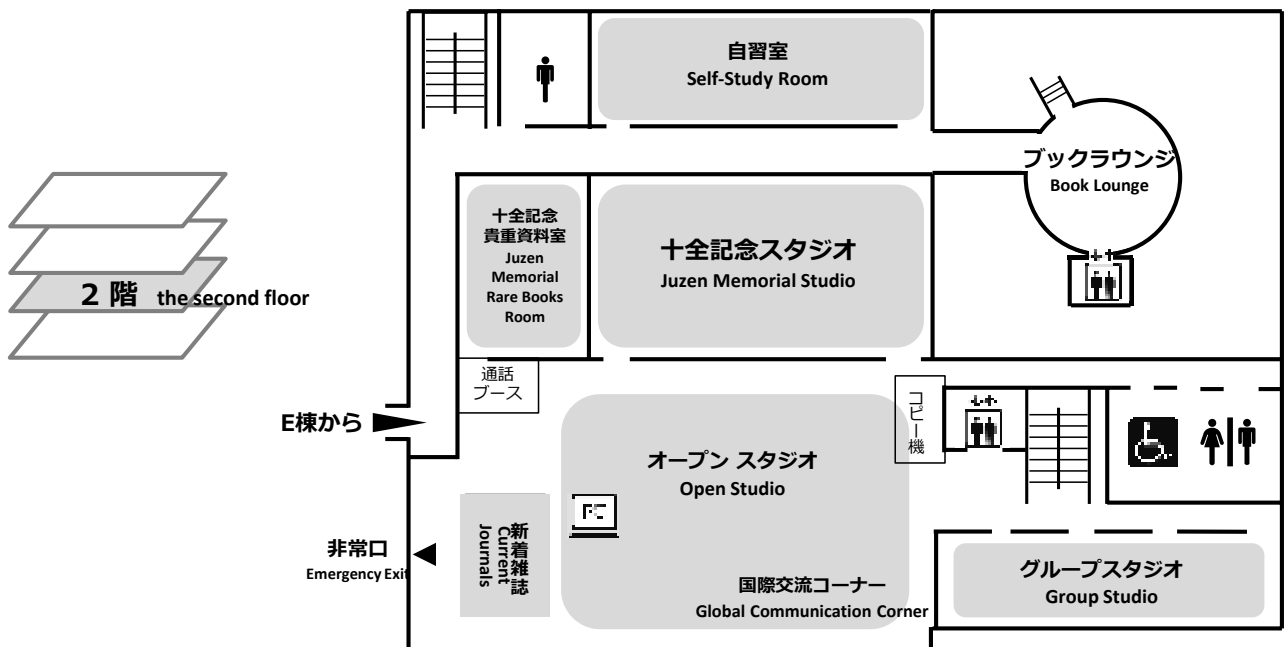 自習室
Self-Study Room
ブックラウンジ
Book Lounge
十全記念
貴重資料室
Juzen
Memorial
Rare Books
Room
十全記念スタジオ
Juzen Memorial Studio
2 階 the second floor
通話
ブース
コピー機
E棟から
オープン スタジオ
Open Studio
PC
新着雑誌
Current
Journals
非常口
Emergency Exit
国際交流コーナー
Global Communication Corner
グループスタジオ
Group Studio